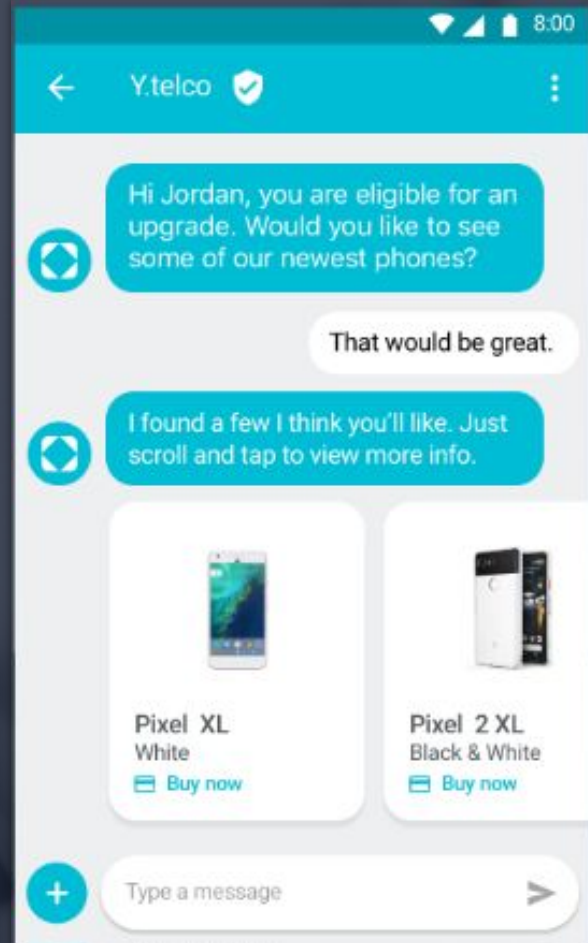 8:00
Y.telco
Hi Jordan, you are eligible for an
upgrade. Would you like to see
some of our newest phones?
That would be great.
I found a few I think you'll like. Just
scroll and tap to view more info.
Pixel XL
White
Buy now
Pixel 2 XL
Black & White
Buy now
Type a message